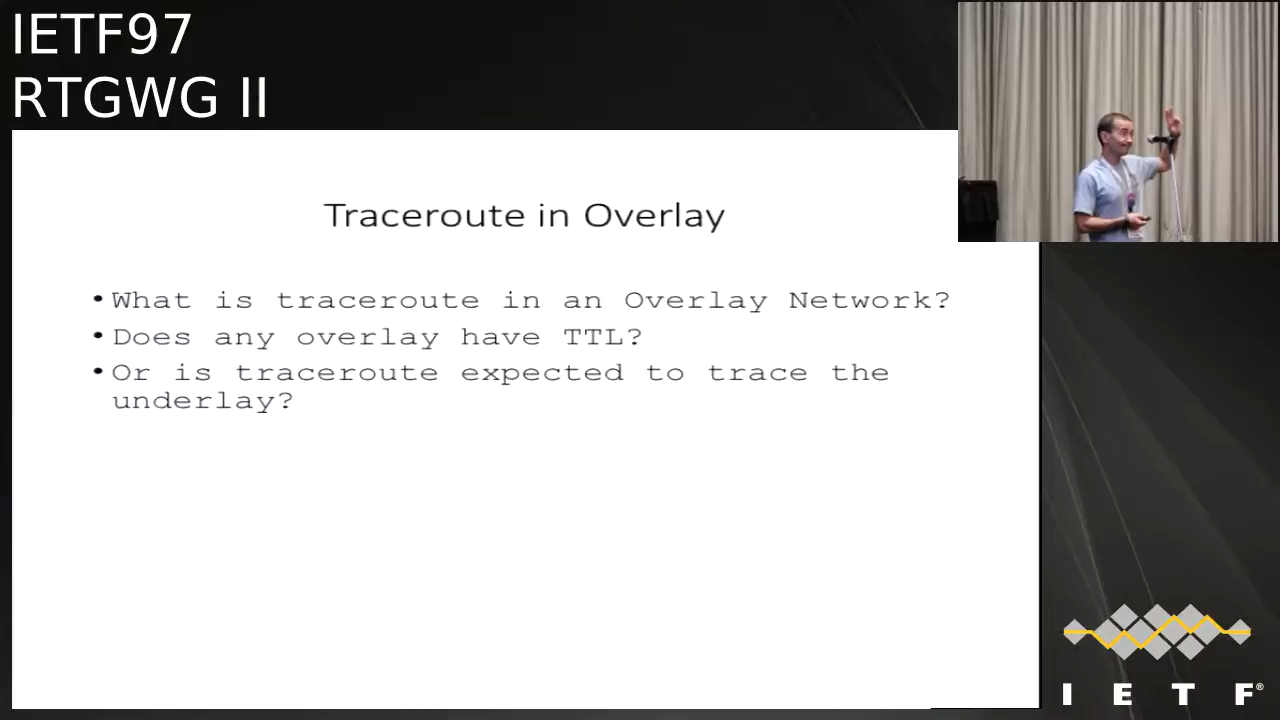 IETF97
RTGWG II
Traceroute in Overlay
• What is traceroute in an Overlay Network?
• Does any overlay have TTL?
• Or is traceroute expected to trace the
underlay?
I E T F®